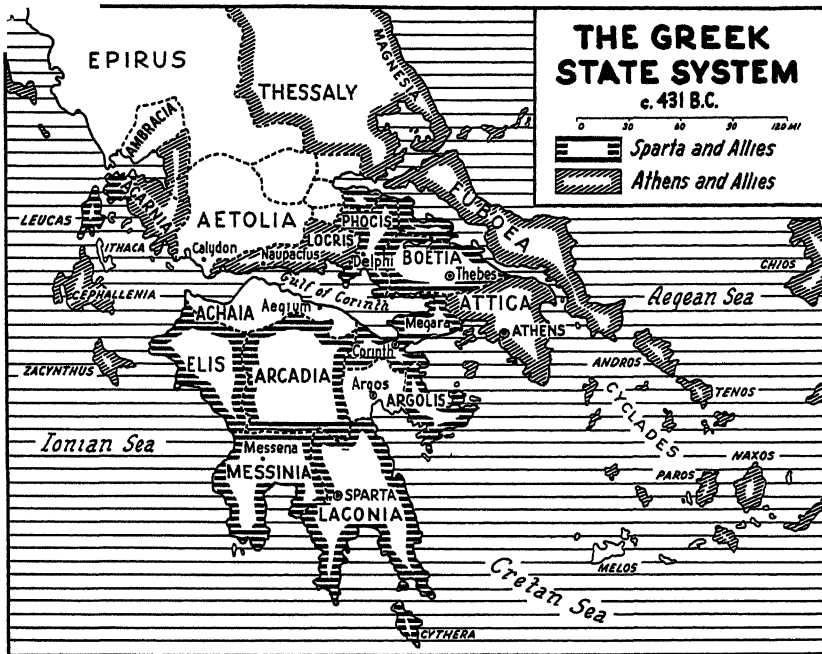 THE GREEK
STATE SYSTEM
c. 431 B.C.
0 30 60 90 120 MI
Sparta and Allies
Athens and Allies
EPIRUS
THESSALY
MAGNESIA
AMBRACIA
ACARNIA
LEUCAS
ITHACA
CEPHALLENIA
ZACYNTHUS
AETOLIA
Calydon
Naupactus
LOCRIS
PHOCIS
Delphi
BOETIA
Thebes
EUBOEA
ATTICA
ATHENS
Megara
Gulf of Corinth
ACHAIA
Aegium
Corinth
ELIS
ARCADIA
Argos
ARGOLIS
Messena
MESSINIA
SPARTA
LACONIA
CYTHERA
Ionian Sea
Aegean Sea
CHIOS
ANDROS
TENOS
CYCLADES
NAXOS
PAROS
MELOS
Cretan Sea